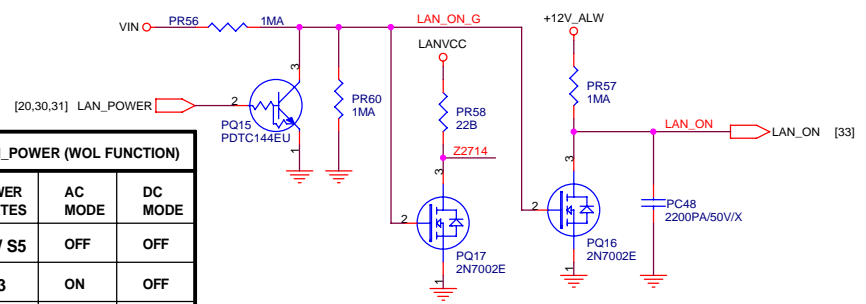 VIN
PR56
1MA
LAN_ON_G
+12V_ALW
LANVCC
[20,30,31] LAN_POWER
2
3
1
PQ15
PDTC144EU
PR60
1MA
PR58
22B
Z2714
PR57
1MA
LAN_ON
LAN_ON [33]
3
2
1
PQ17
2N7002E
3
2
1
PQ16
2N7002E
PC48
2200PA/50V/X
_POWER (WOL FUNCTION)
AC MODE
DC MODE
S5 OFF OFF
3 ON OFF